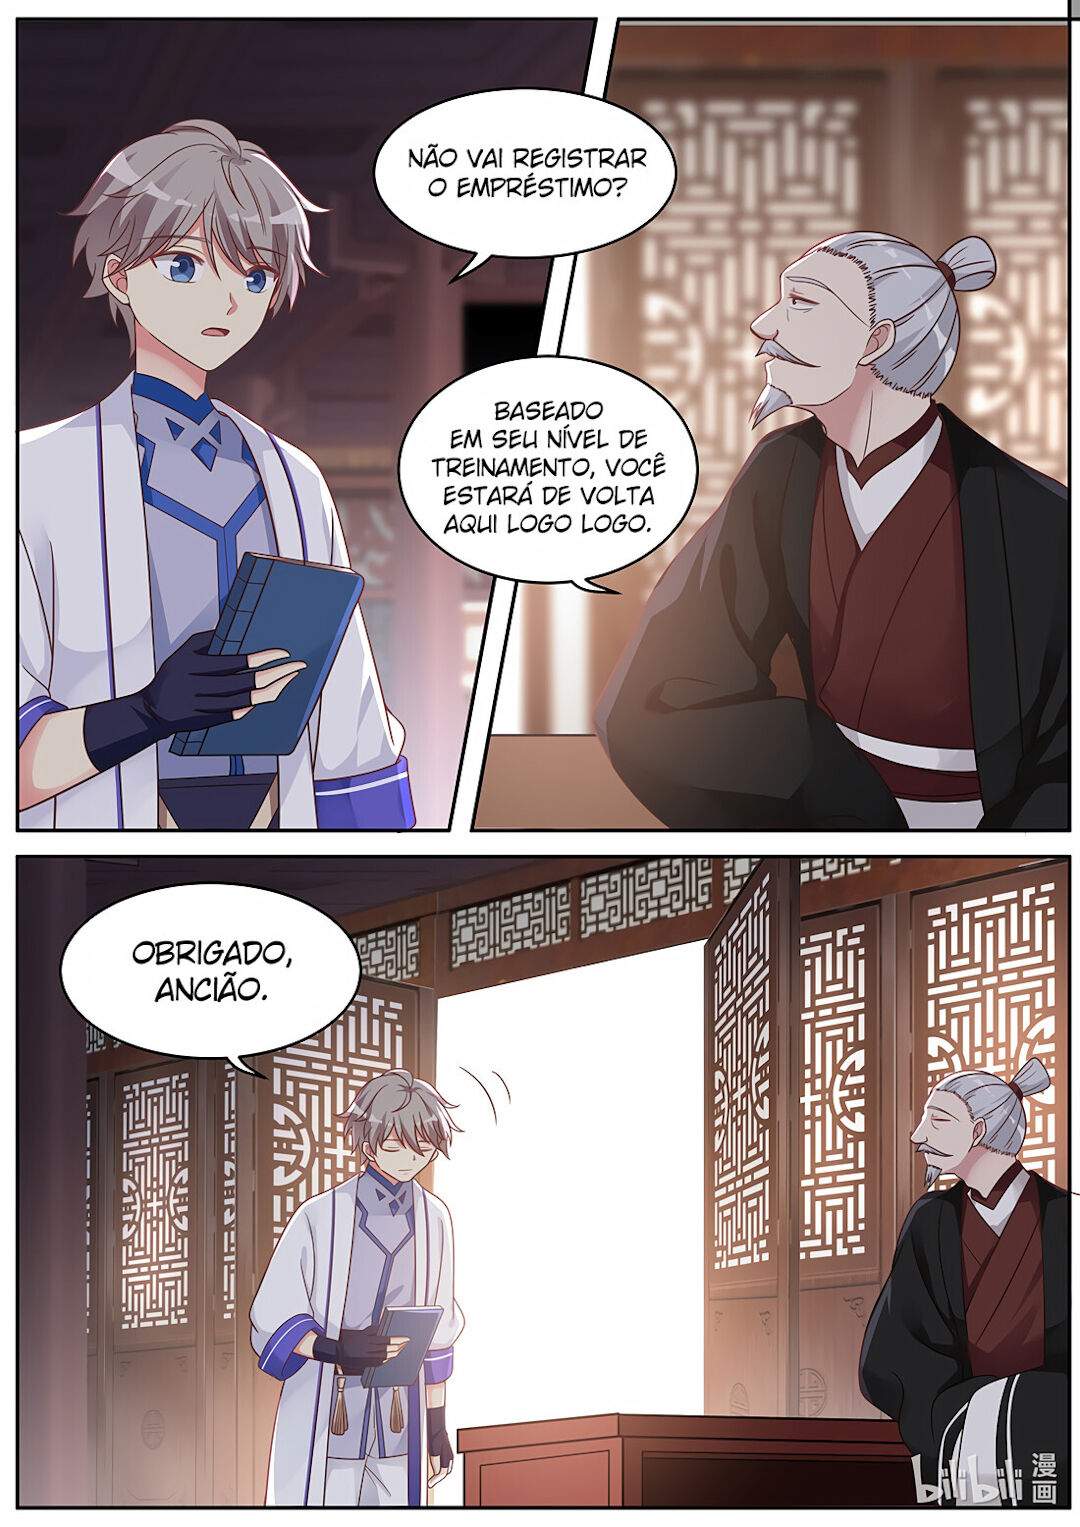 NÃO VAI REGISTRAR
O EMPRÉSTIMO?
BASEADO
EM SEU NÍVEL DE
TREINAMENTO, VOCÊ
ESTARÁ DE VOLTA
AQUI LOGO LOGO.
OBRIGADO,
ANCIÃO.
bilibili 漫画